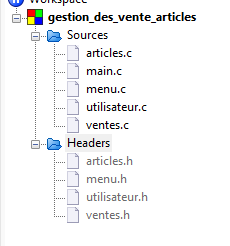 Workspace
gestion_des_vente_articles
Sources
articles.c
main.c
menu.c
utilisateur.c
ventes.c
Headers
articles.h
menu.h
utilisateur.h
ventes.h